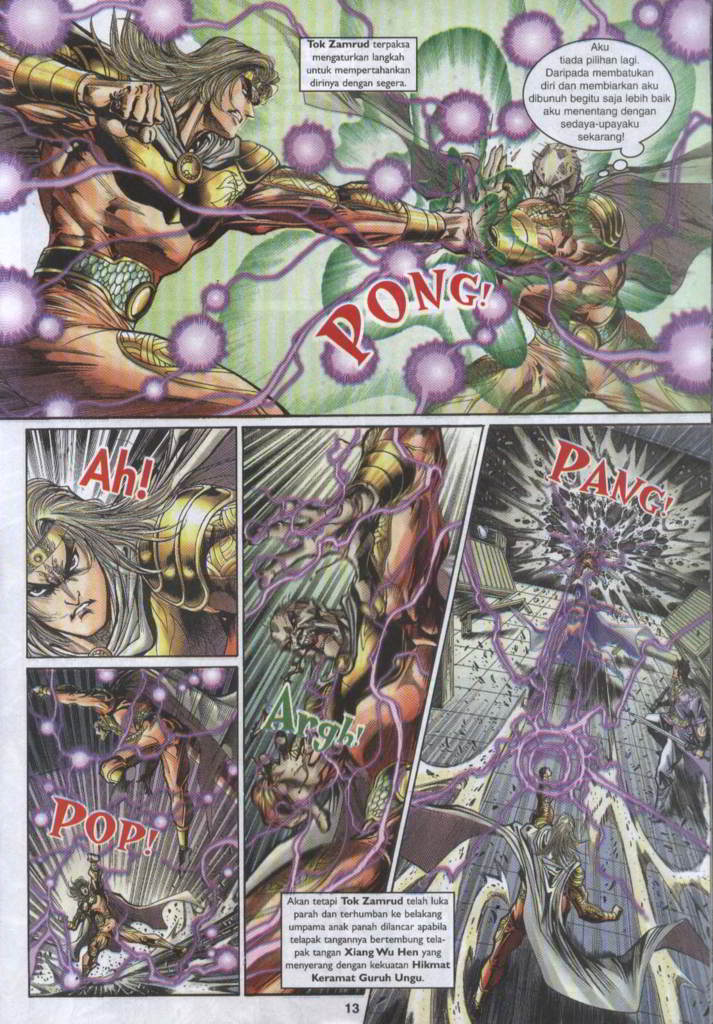 Tok Zamrud terpaksa
mengaturkan langkah
untuk mempertahankan
dirinya dengan segera.
Aku
tiada pilihan lagi.
Daripada membatukan
diri dan membiarkan aku
dibunuh begitu saja lebih baik
aku menentang dengan
sedaya-upayaku
sekarang!
PONG!
Ah!
POP!
Argh!
Akan tetapi Tok Zamrud telah luka
parah dan terhumban ke belakang
umpama anak panah dilancar apabila
telapak tangannya bertembung tela-
pak tangan Xiang Wu Hen yang
menyerang dengan kekuatan Hikmat
Keramat Guruh Ungu.
PANG!
13